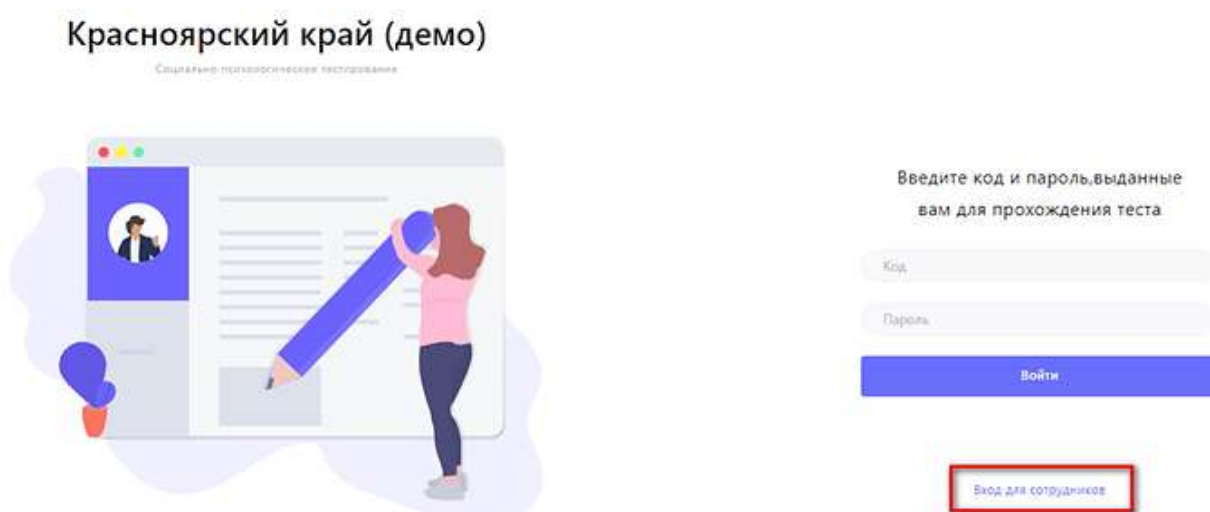 Красноярский край (демо)
Социально-психологическое тестирование
Введите код и пароль,выданные
вам для прохождения теста
Код
Пароль
Войти
Вход для сотрудников